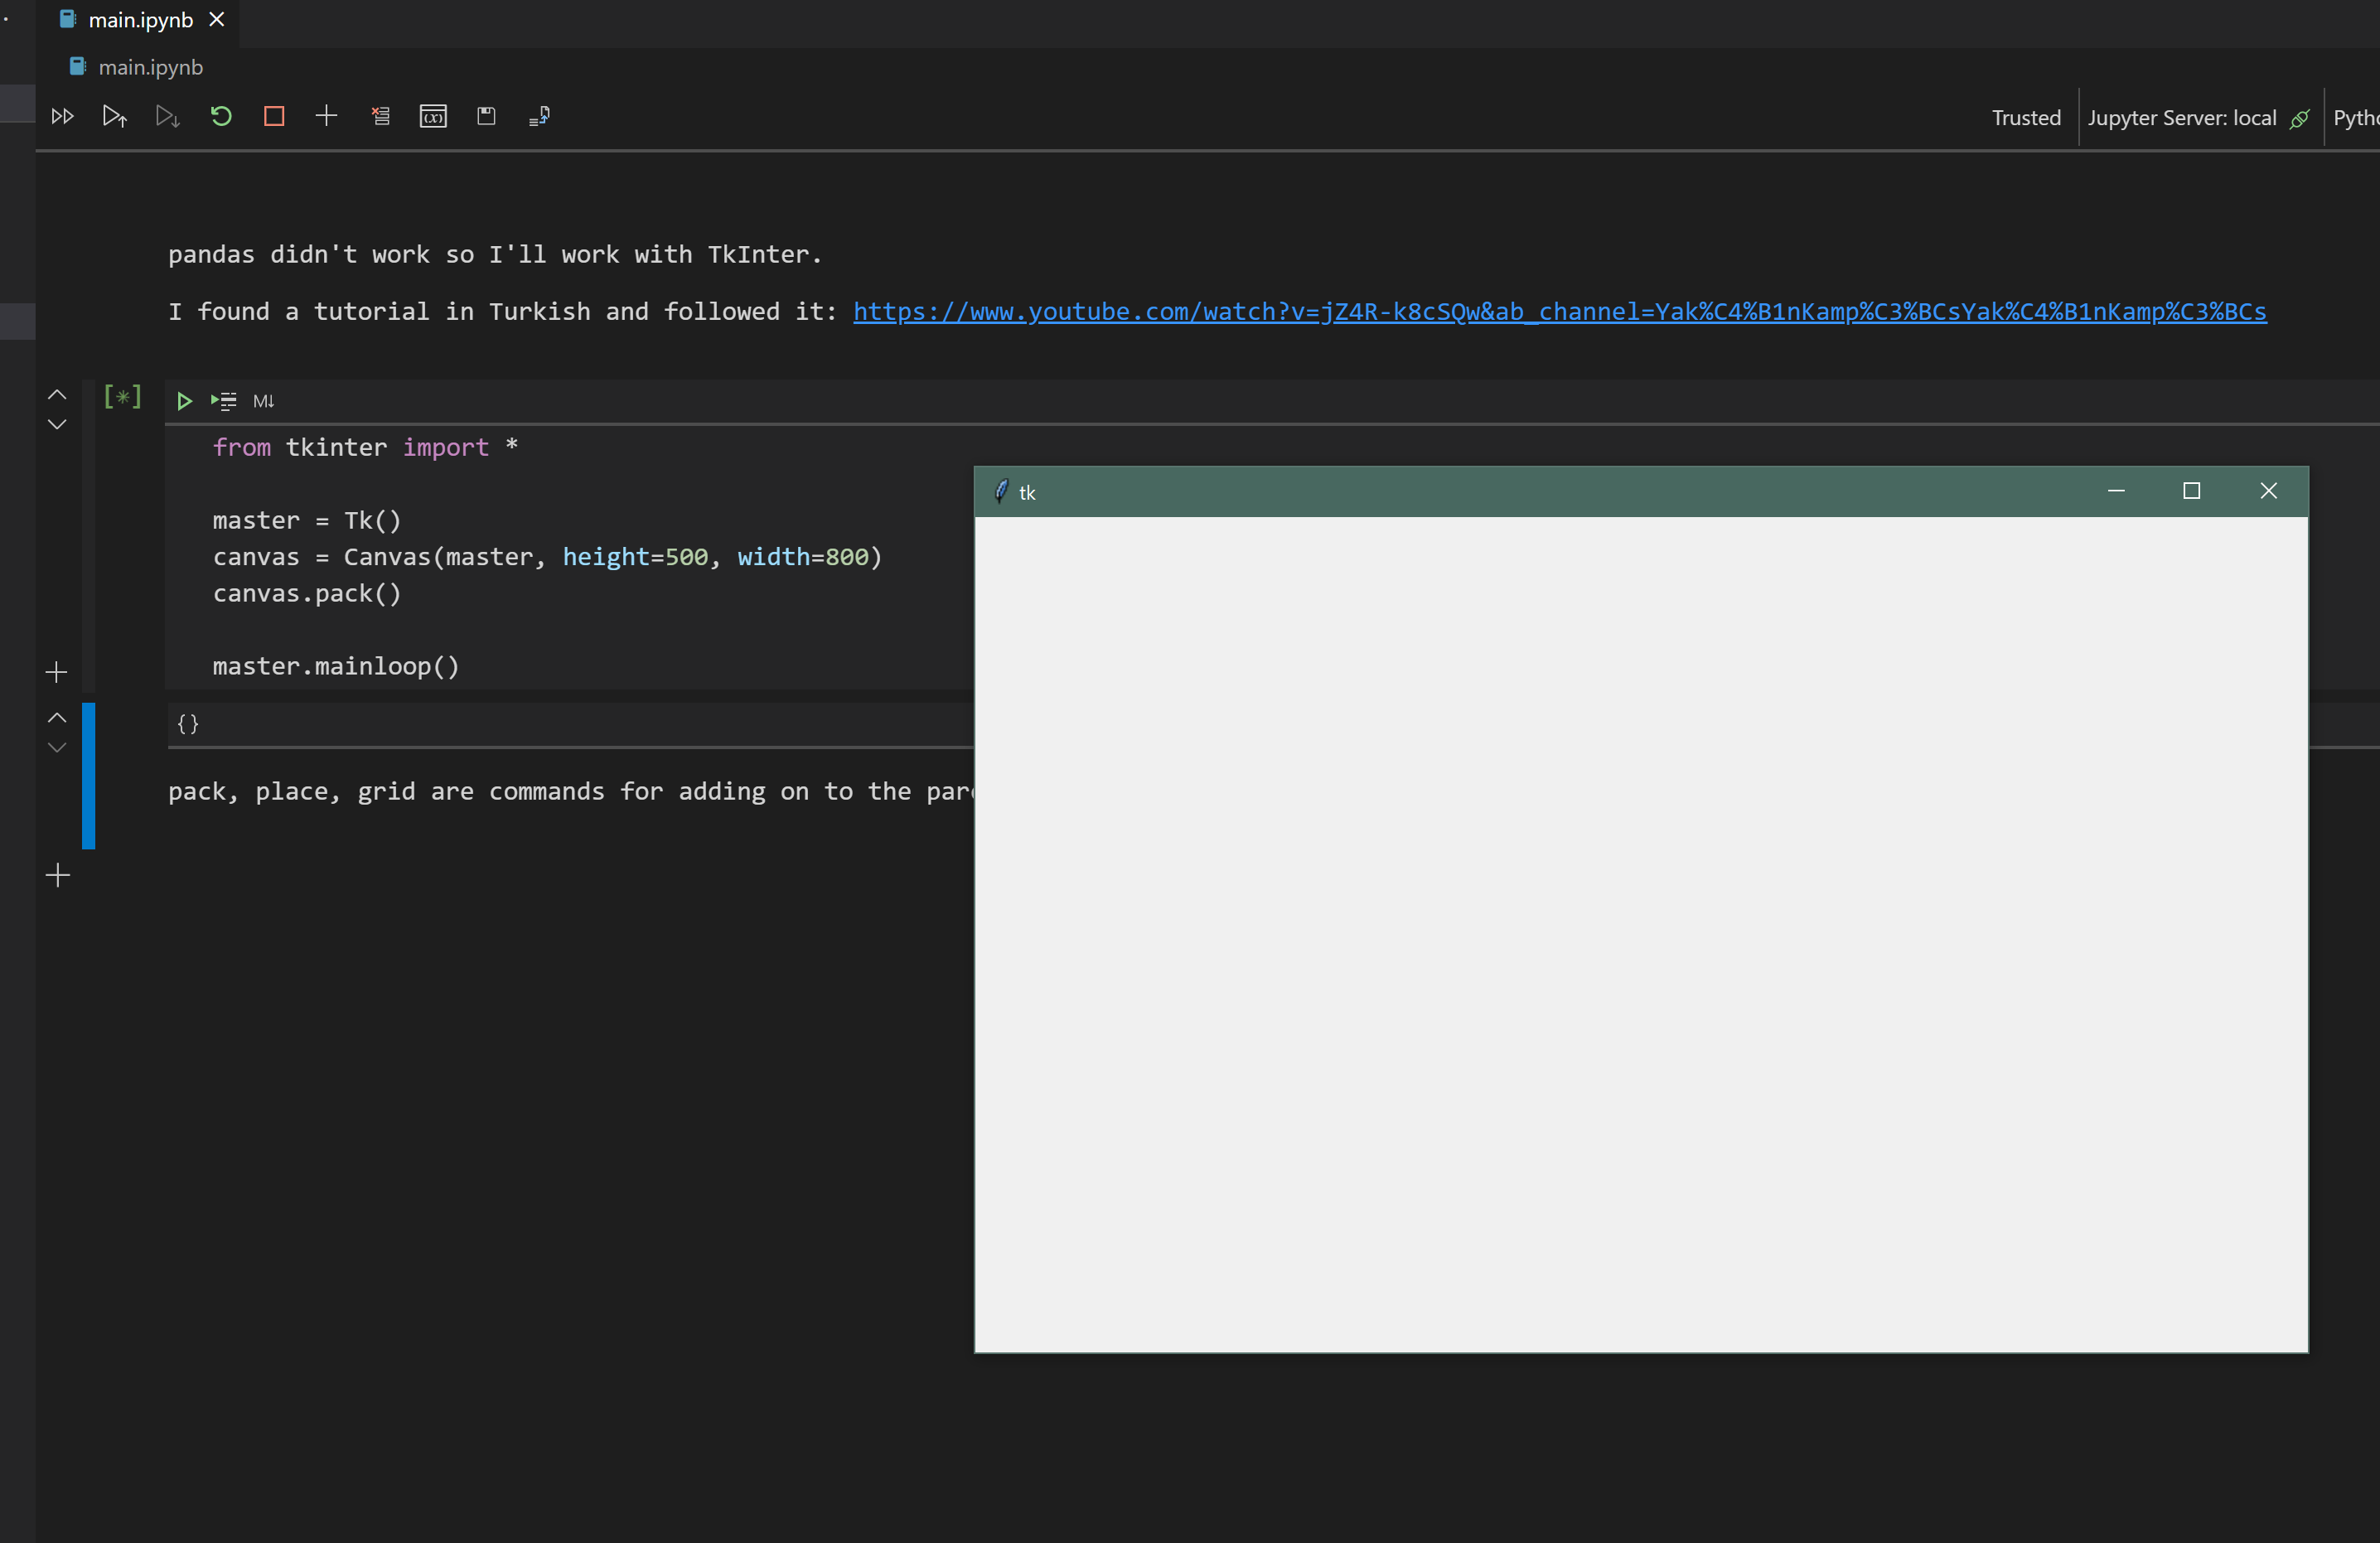 main.ipynb
main.ipynb
Trusted
Jupyter Server: local
pandas didn't work so I'll work with TkInter.
I found a tutorial in Turkish and followed it: https://www.youtube.com/watch?v=jZ4R-k8cSQw&ab_channel=Yak%C4%B1nKamp%C3%BCsYak%C4%B1nKamp%C3%BCs
[*]
M↓
from tkinter import *
tk
master = Tk()
canvas = Canvas(master, height=500, width=800)
canvas.pack()
master.mainloop()
{}
pack, place, grid are commands for adding on to the